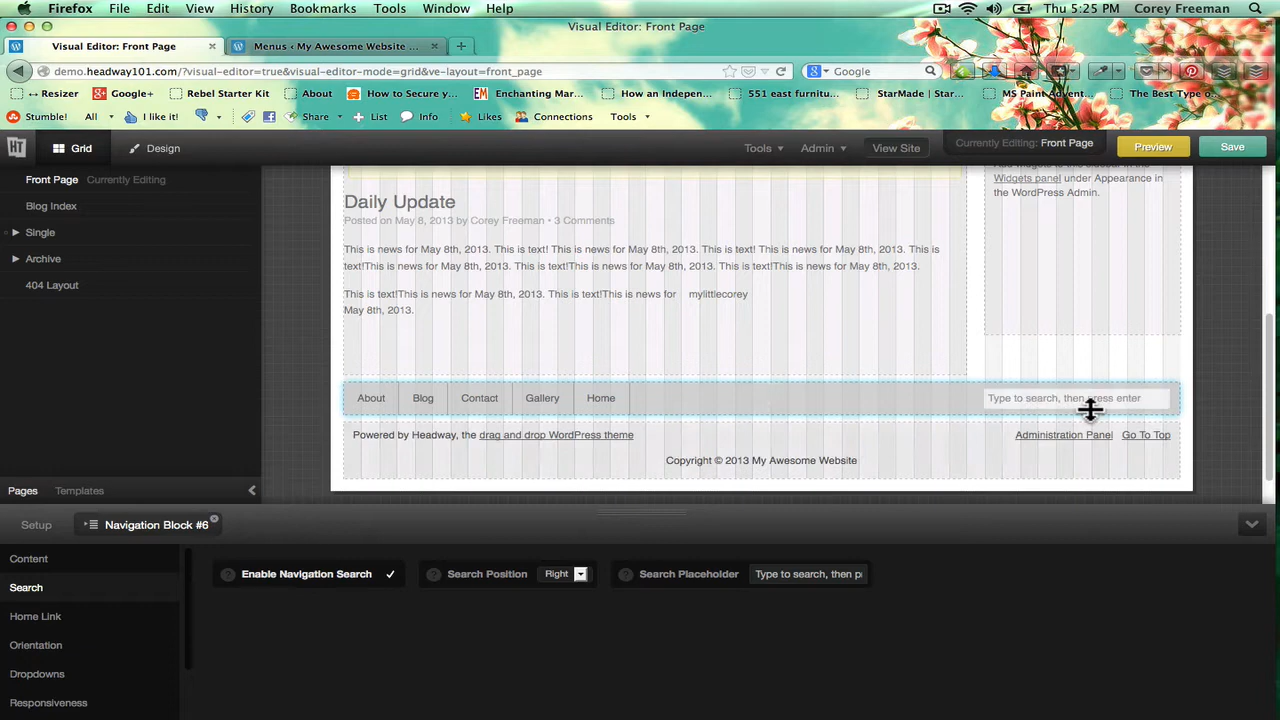 Firefox File Edit View History Bookmarks Tools Window Help Thu 5:25 PM Corey Freeman
Visual Editor: Front Page
Visual Editor: Front Page Menus ‹ My Awesome Website ...
demo.headway101.com/?visual-editor=true&visual-editor-mode=grid&ve-layout=front_page Google
↔ Resizer Google+ Rebel Starter Kit About How to Secure y... Enchanting Mar... How an Indepen... 551 east furnitu... StarMade | Star... MS Paint Advent... The Best Type o...
Stumble! All I like it! Share List Info Likes Connections Tools
HT Grid Design Tools Admin View Site Currently Editing: Front Page Preview Save
Front Page Currently Editing
Blog Index
Single
Archive
404 Layout
Pages Templates
Add widgets to this sidebar in the
Widgets panel under Appearance in
the WordPress Admin.
Daily Update
Posted on May 8, 2013 by Corey Freeman • 3 Comments
This is news for May 8th, 2013. This is text! This is news for May 8th, 2013. This is text! This is news for May 8th, 2013. This is
text!This is news for May 8th, 2013. This is text!This is news for May 8th, 2013. This is text!This is news for May 8th, 2013.
This is text!This is news for May 8th, 2013. This is text!This is news for mylittlecorey
May 8th, 2013.
About Blog Contact Gallery Home Type to search, then press enter
Powered by Headway, the drag and drop WordPress theme Administration Panel Go To Top
Copyright © 2013 My Awesome Website
Setup Navigation Block #6
Content
Search
Home Link
Orientation
Dropdowns
Responsiveness
? Enable Navigation Search ✓ ? Search Position Right ? Search Placeholder Type to search, then p